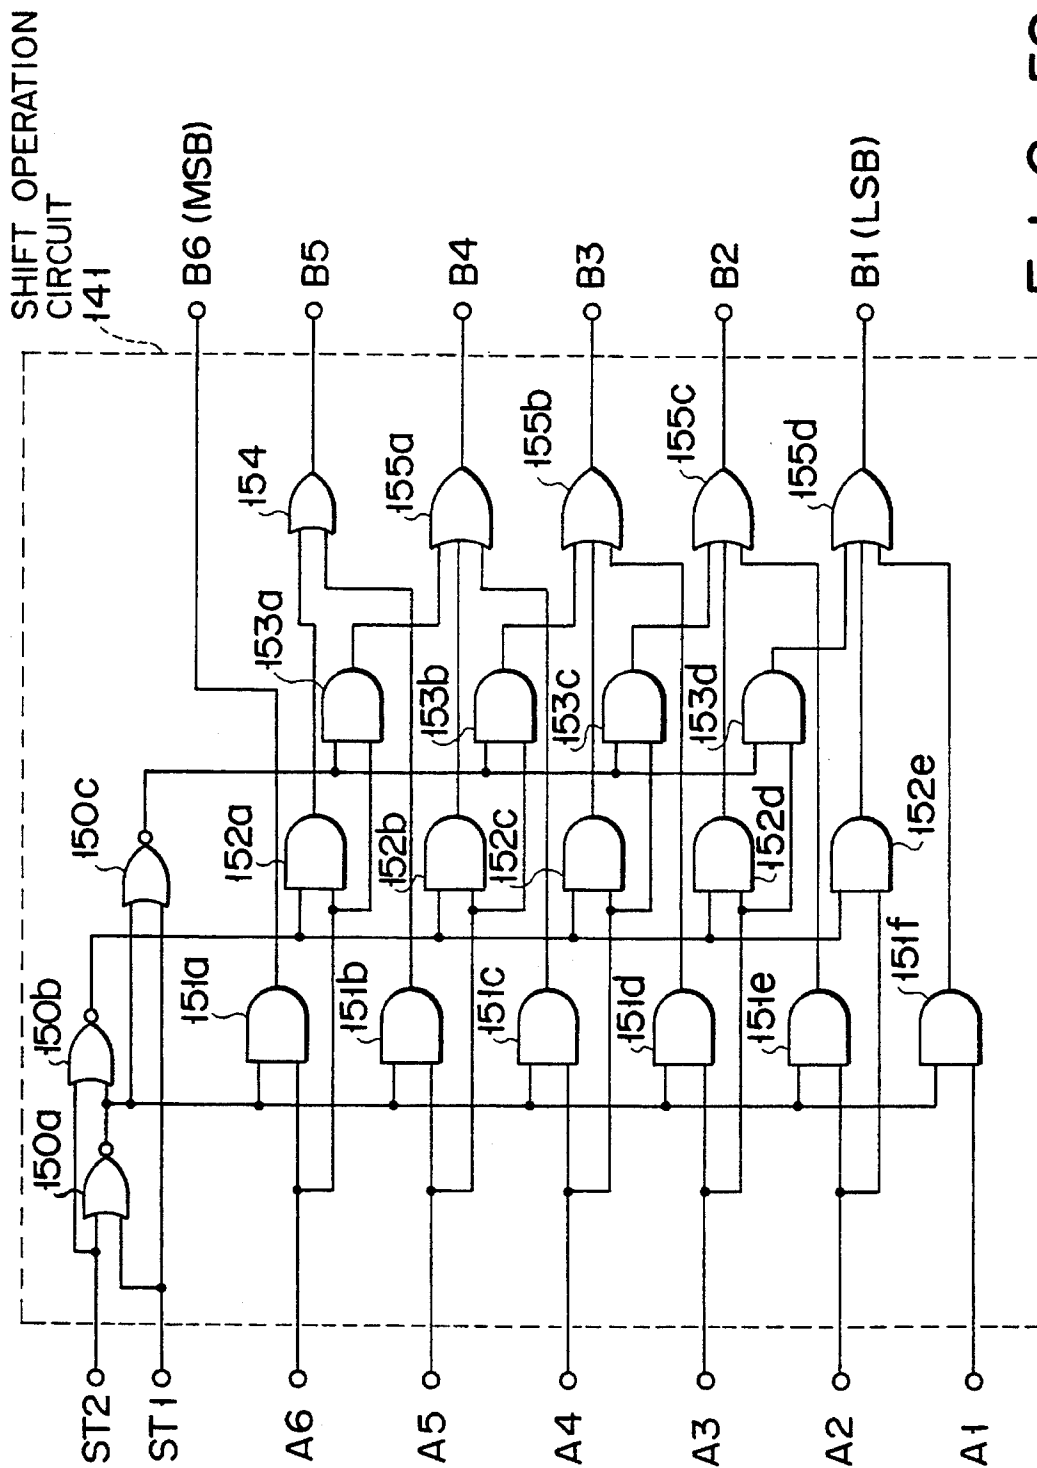 SHIFT OPERATION
CIRCUIT
141
B6 (MSB)
B5
B4
B3
B2
B1 (LSB)
154
155a
155b
155c
155d
153a
153b
153c
153d
150c
152a
152b
152c
152d
152e
150b
151a
151b
151c
151d
151e
151f
150a
ST2
ST1
A6
A5
A4
A3
A2
A1